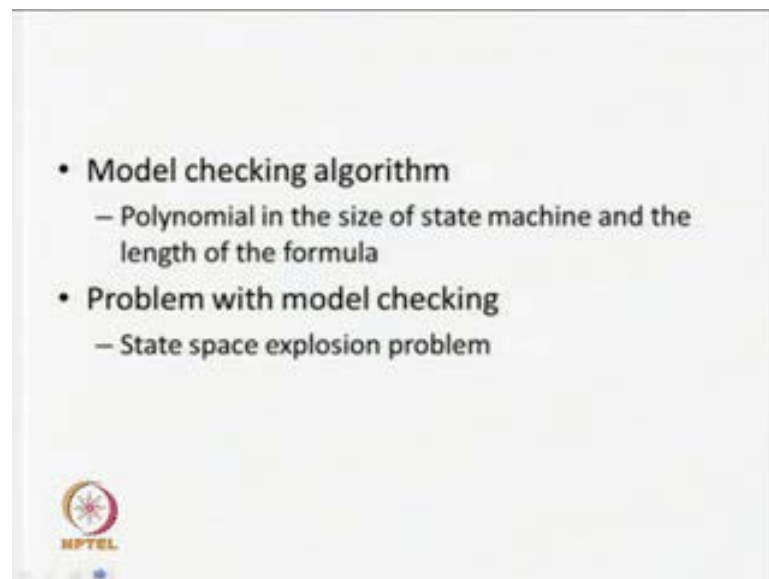 • Model checking algorithm
– Polynomial in the size of state machine and the
length of the formula
• Problem with model checking
– State space explosion problem
NPTEL